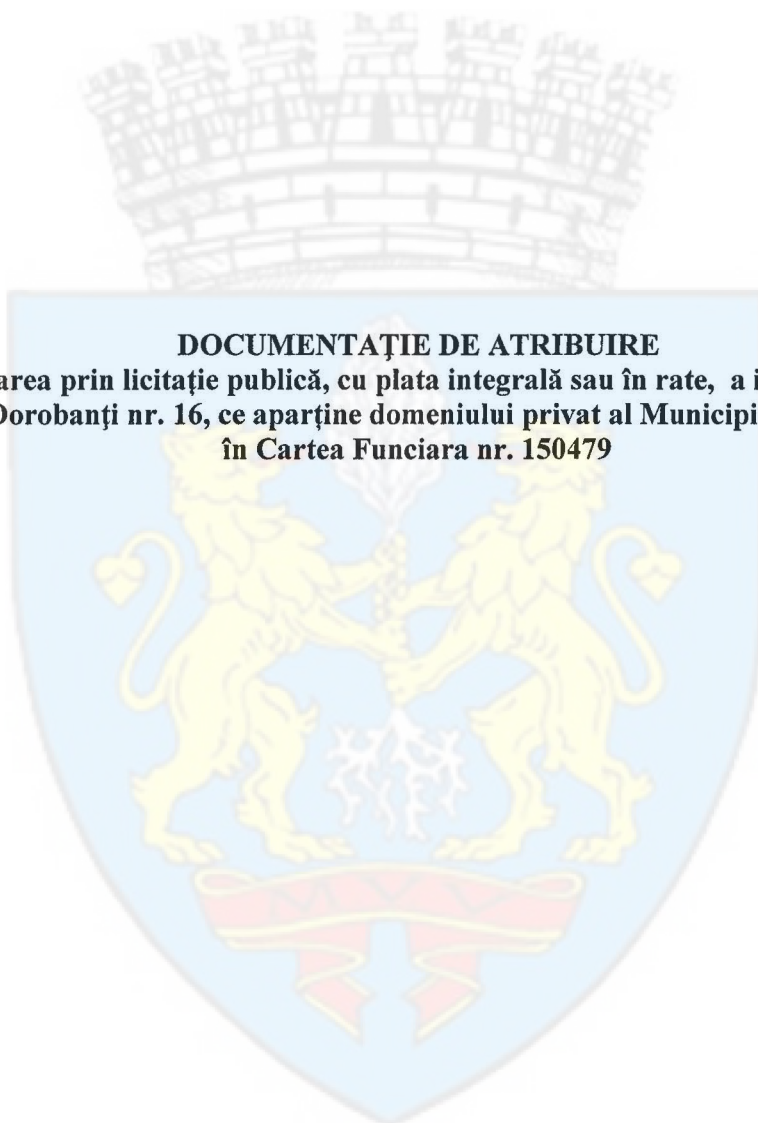 DOCUMENTAŢIE DE ATRIBUIRE
area prin licitaţie publică, cu plata integrală sau în rate, a i
Dorobanţi nr. 16, ce aparţine domeniului privat al Municipi
în Cartea Funciara nr. 150479